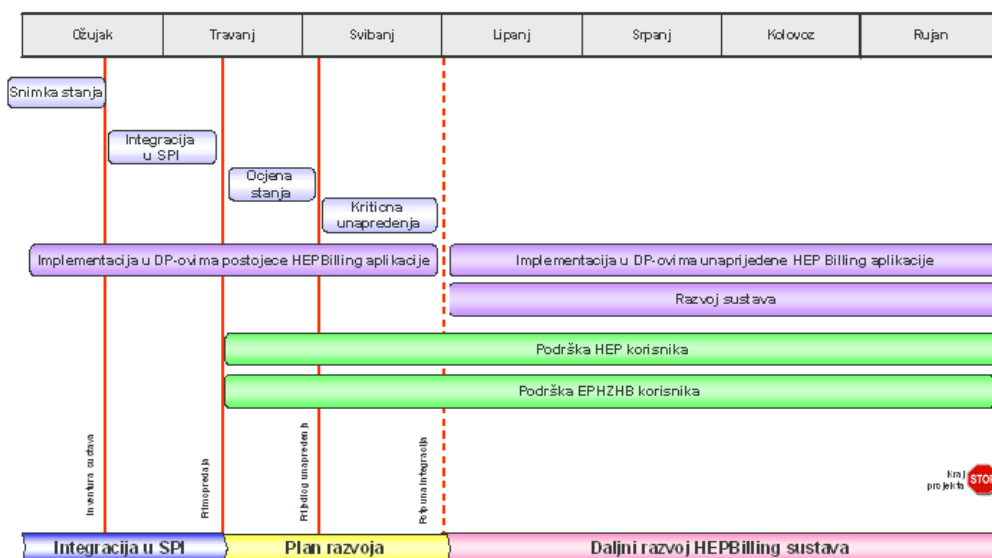 Ožujak
Travanj
Svibanj
Lipanj
Srpanj
Kolovoz
Rujan
Snimka stanja
Integracija
u SPI
Ocjena
stanja
Kriticna
unapredenja
Implementacija u DP-ovima postojece HEPBilling aplikacije
Implementacija u DP-ovima unaprijedene HEP Billing aplikacije
Razvoj sustava
Podrška HEP korisnika
Podrška EPHZHB korisnika
Inventura sustava
Primopredaja
Prijedlog unapredenja
Potpuna integracija
Kraj
projekta
STOP
Integracija u SPI
Plan razvoja
Daljni razvoj HEPBilling sustava